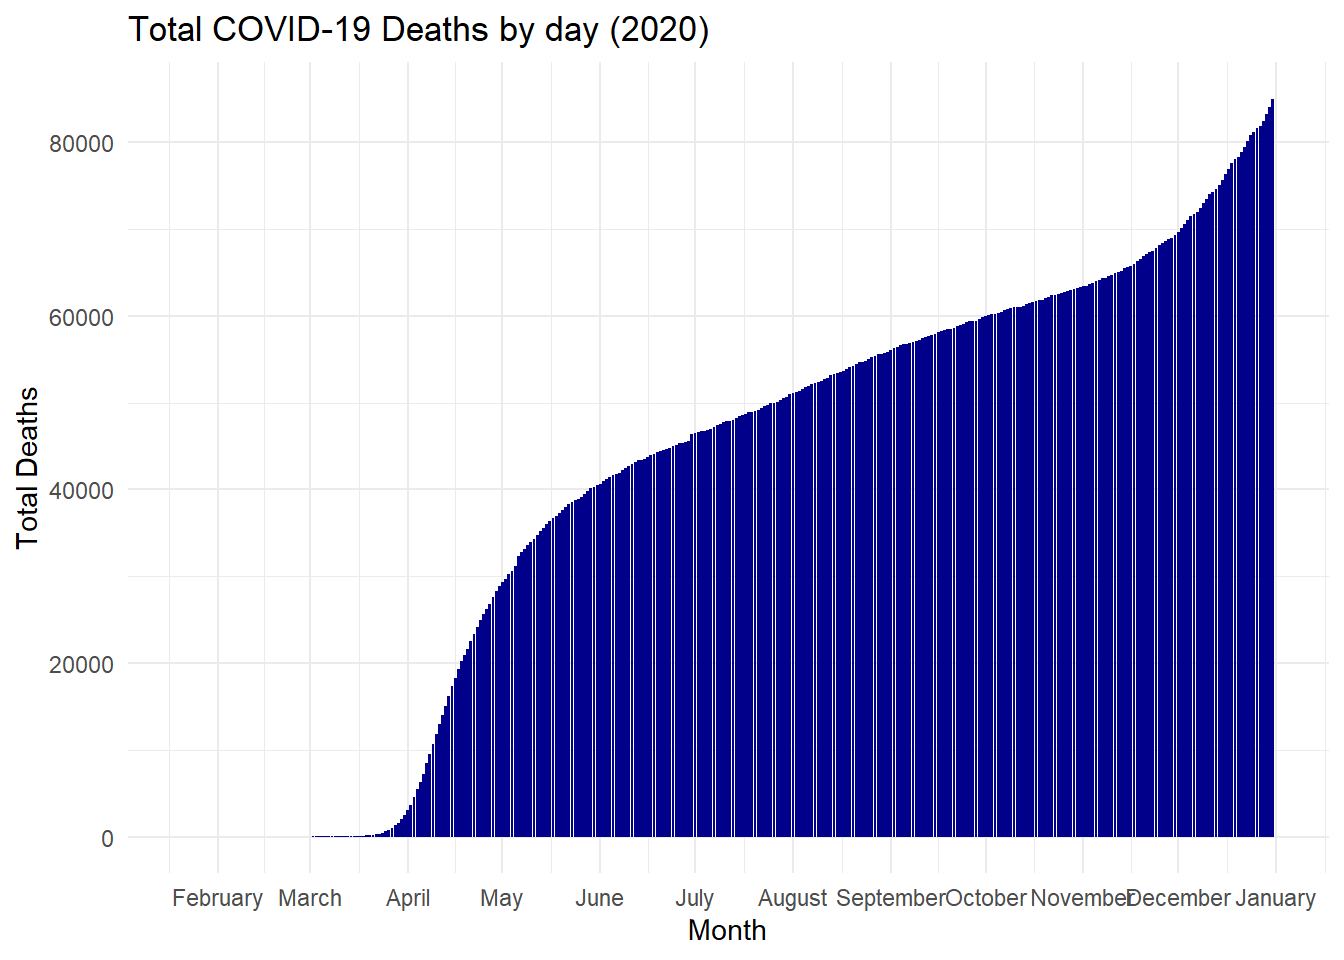 Total COVID-19 Deaths by day (2020)
Total Deaths
80000
60000
40000
20000
0
February March April May June July August September October November December January
Month